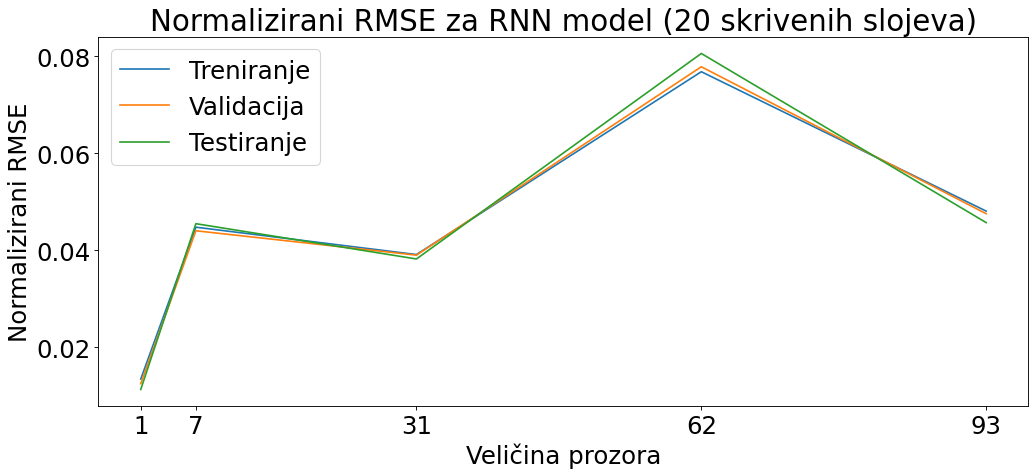 Normalizirani RMSE za RNN model (20 skrivenih slojeva)
Treniranje
Validacija
Testiranje
Normalizirani RMSE
0.08
0.06
0.04
0.02
1 7 31 62 93
Veličina prozora